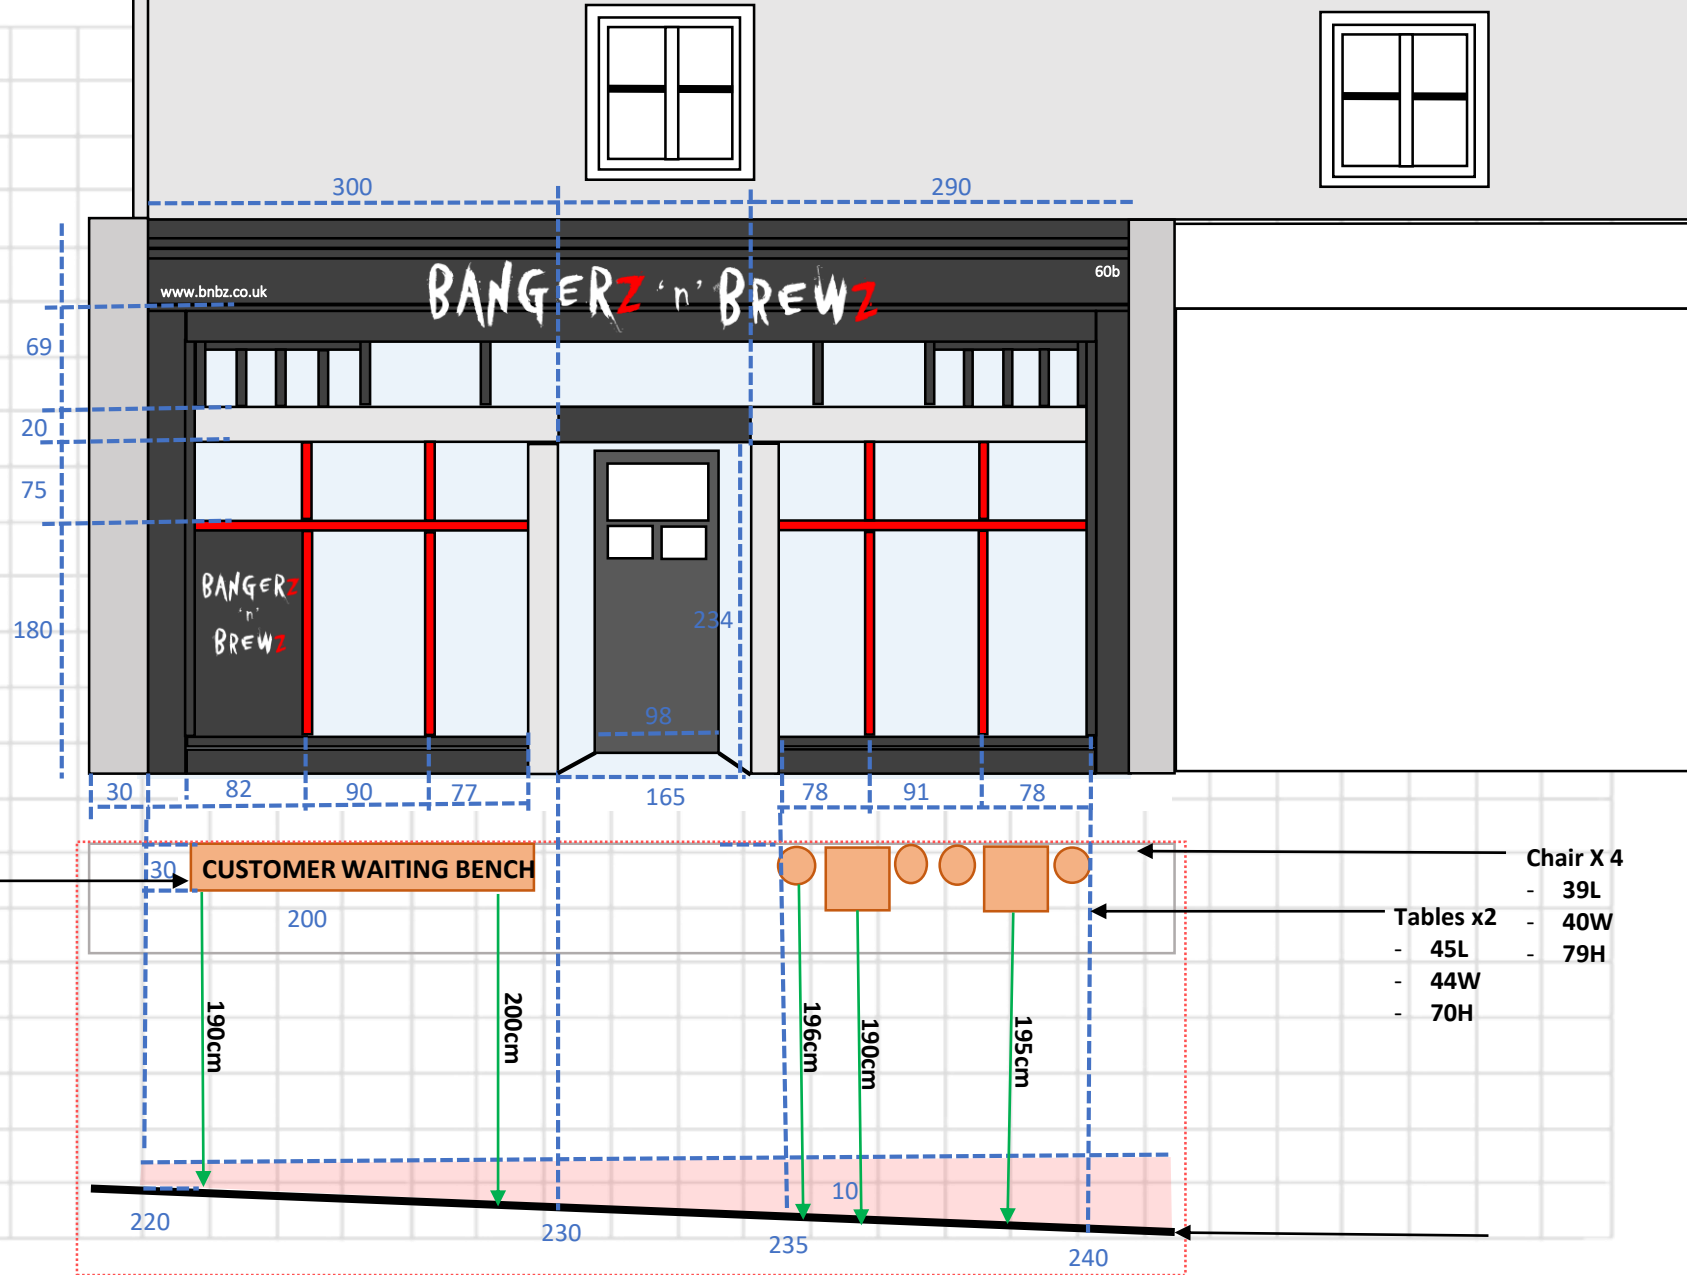 300
290
www.bnbz.co.uk
BANGERZ 'n' BREWZ
60b
69
20
75
180
BANGERZ
'n'
BREWZ
234
98
30
82
90
77
165
78
91
78
30
CUSTOMER WAITING BENCH
200
Chair X 4
- 39L
- 40W
- 79H
Tables x2
- 45L
- 44W
- 70H
190cm
200cm
196cm
190cm
195cm
10
220
230
235
240